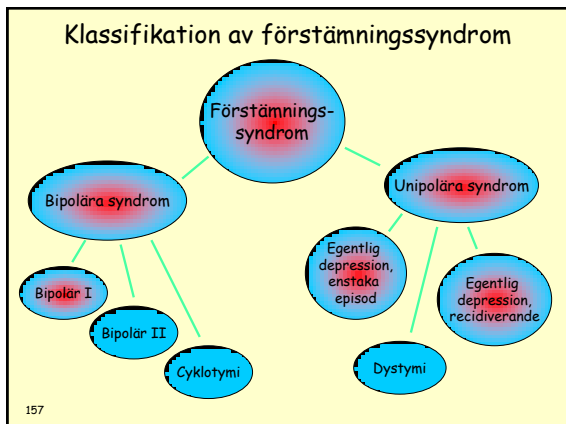 Klassifikation av förstämningssyndrom
Förstämnings-
syndrom
Bipolära syndrom
Unipolära syndrom
Bipolär I
Bipolär II
Cyklotymi
Egentlig
depression,
enstaka
episod
Dystymi
Egentlig
depression,
recidiverande
157